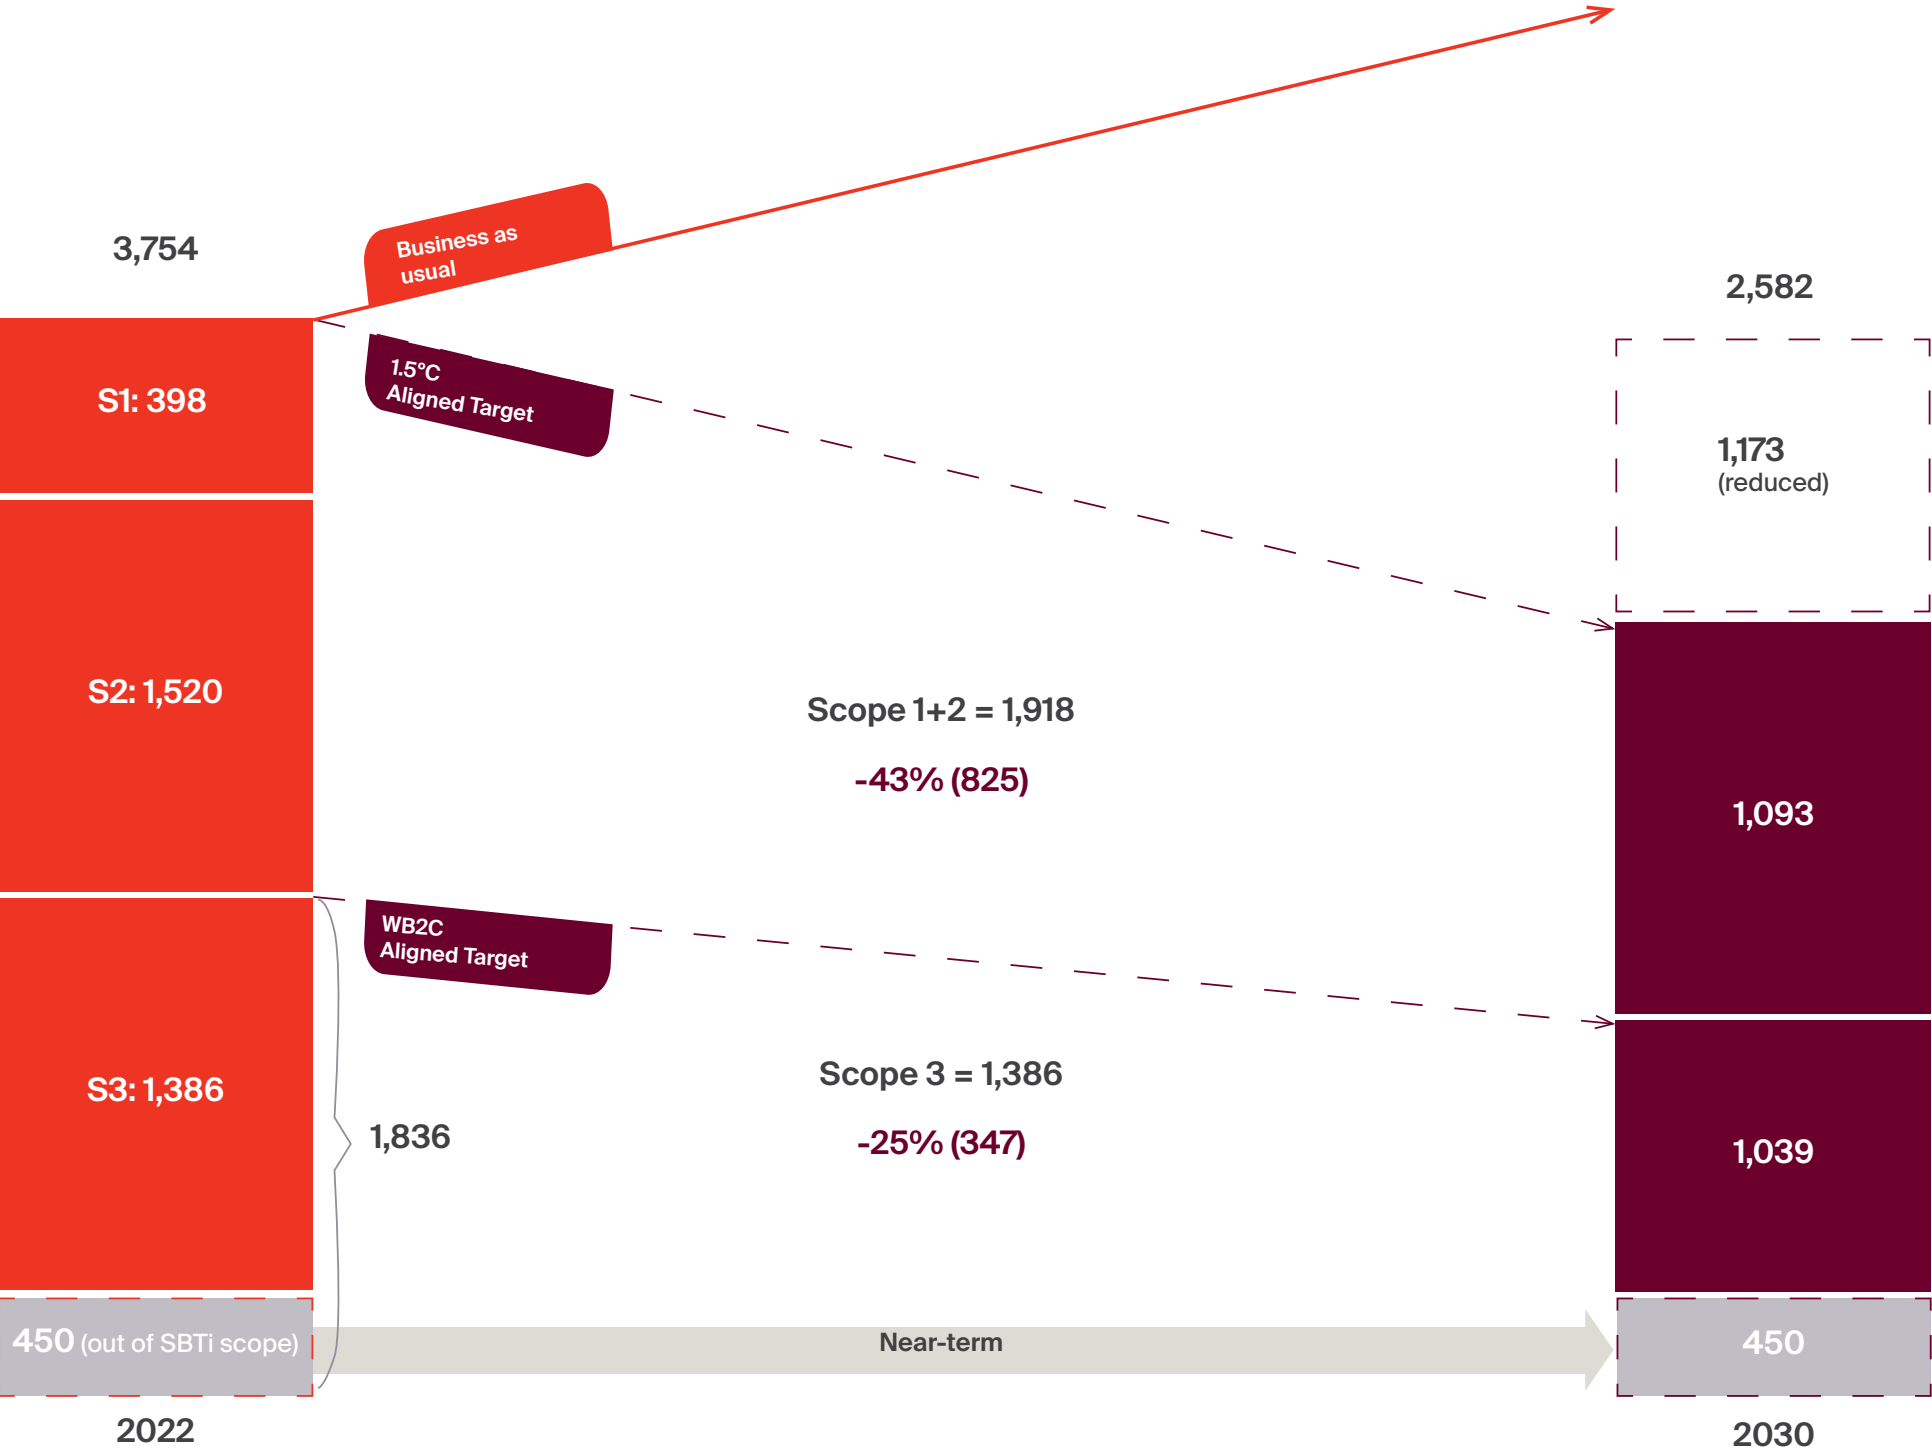 3,754
Business as
usual
2,582
1.5°C
Aligned Target
S1: 398
1,173
(reduced)
S2: 1,520
Scope 1+2 = 1,918
-43% (825)
1,093
WB2C
Aligned Target
Scope 3 = 1,386
-25% (347)
S3: 1,386
1,836
1,039
450 (out of SBTi scope)
Near-term
450
2022
2030